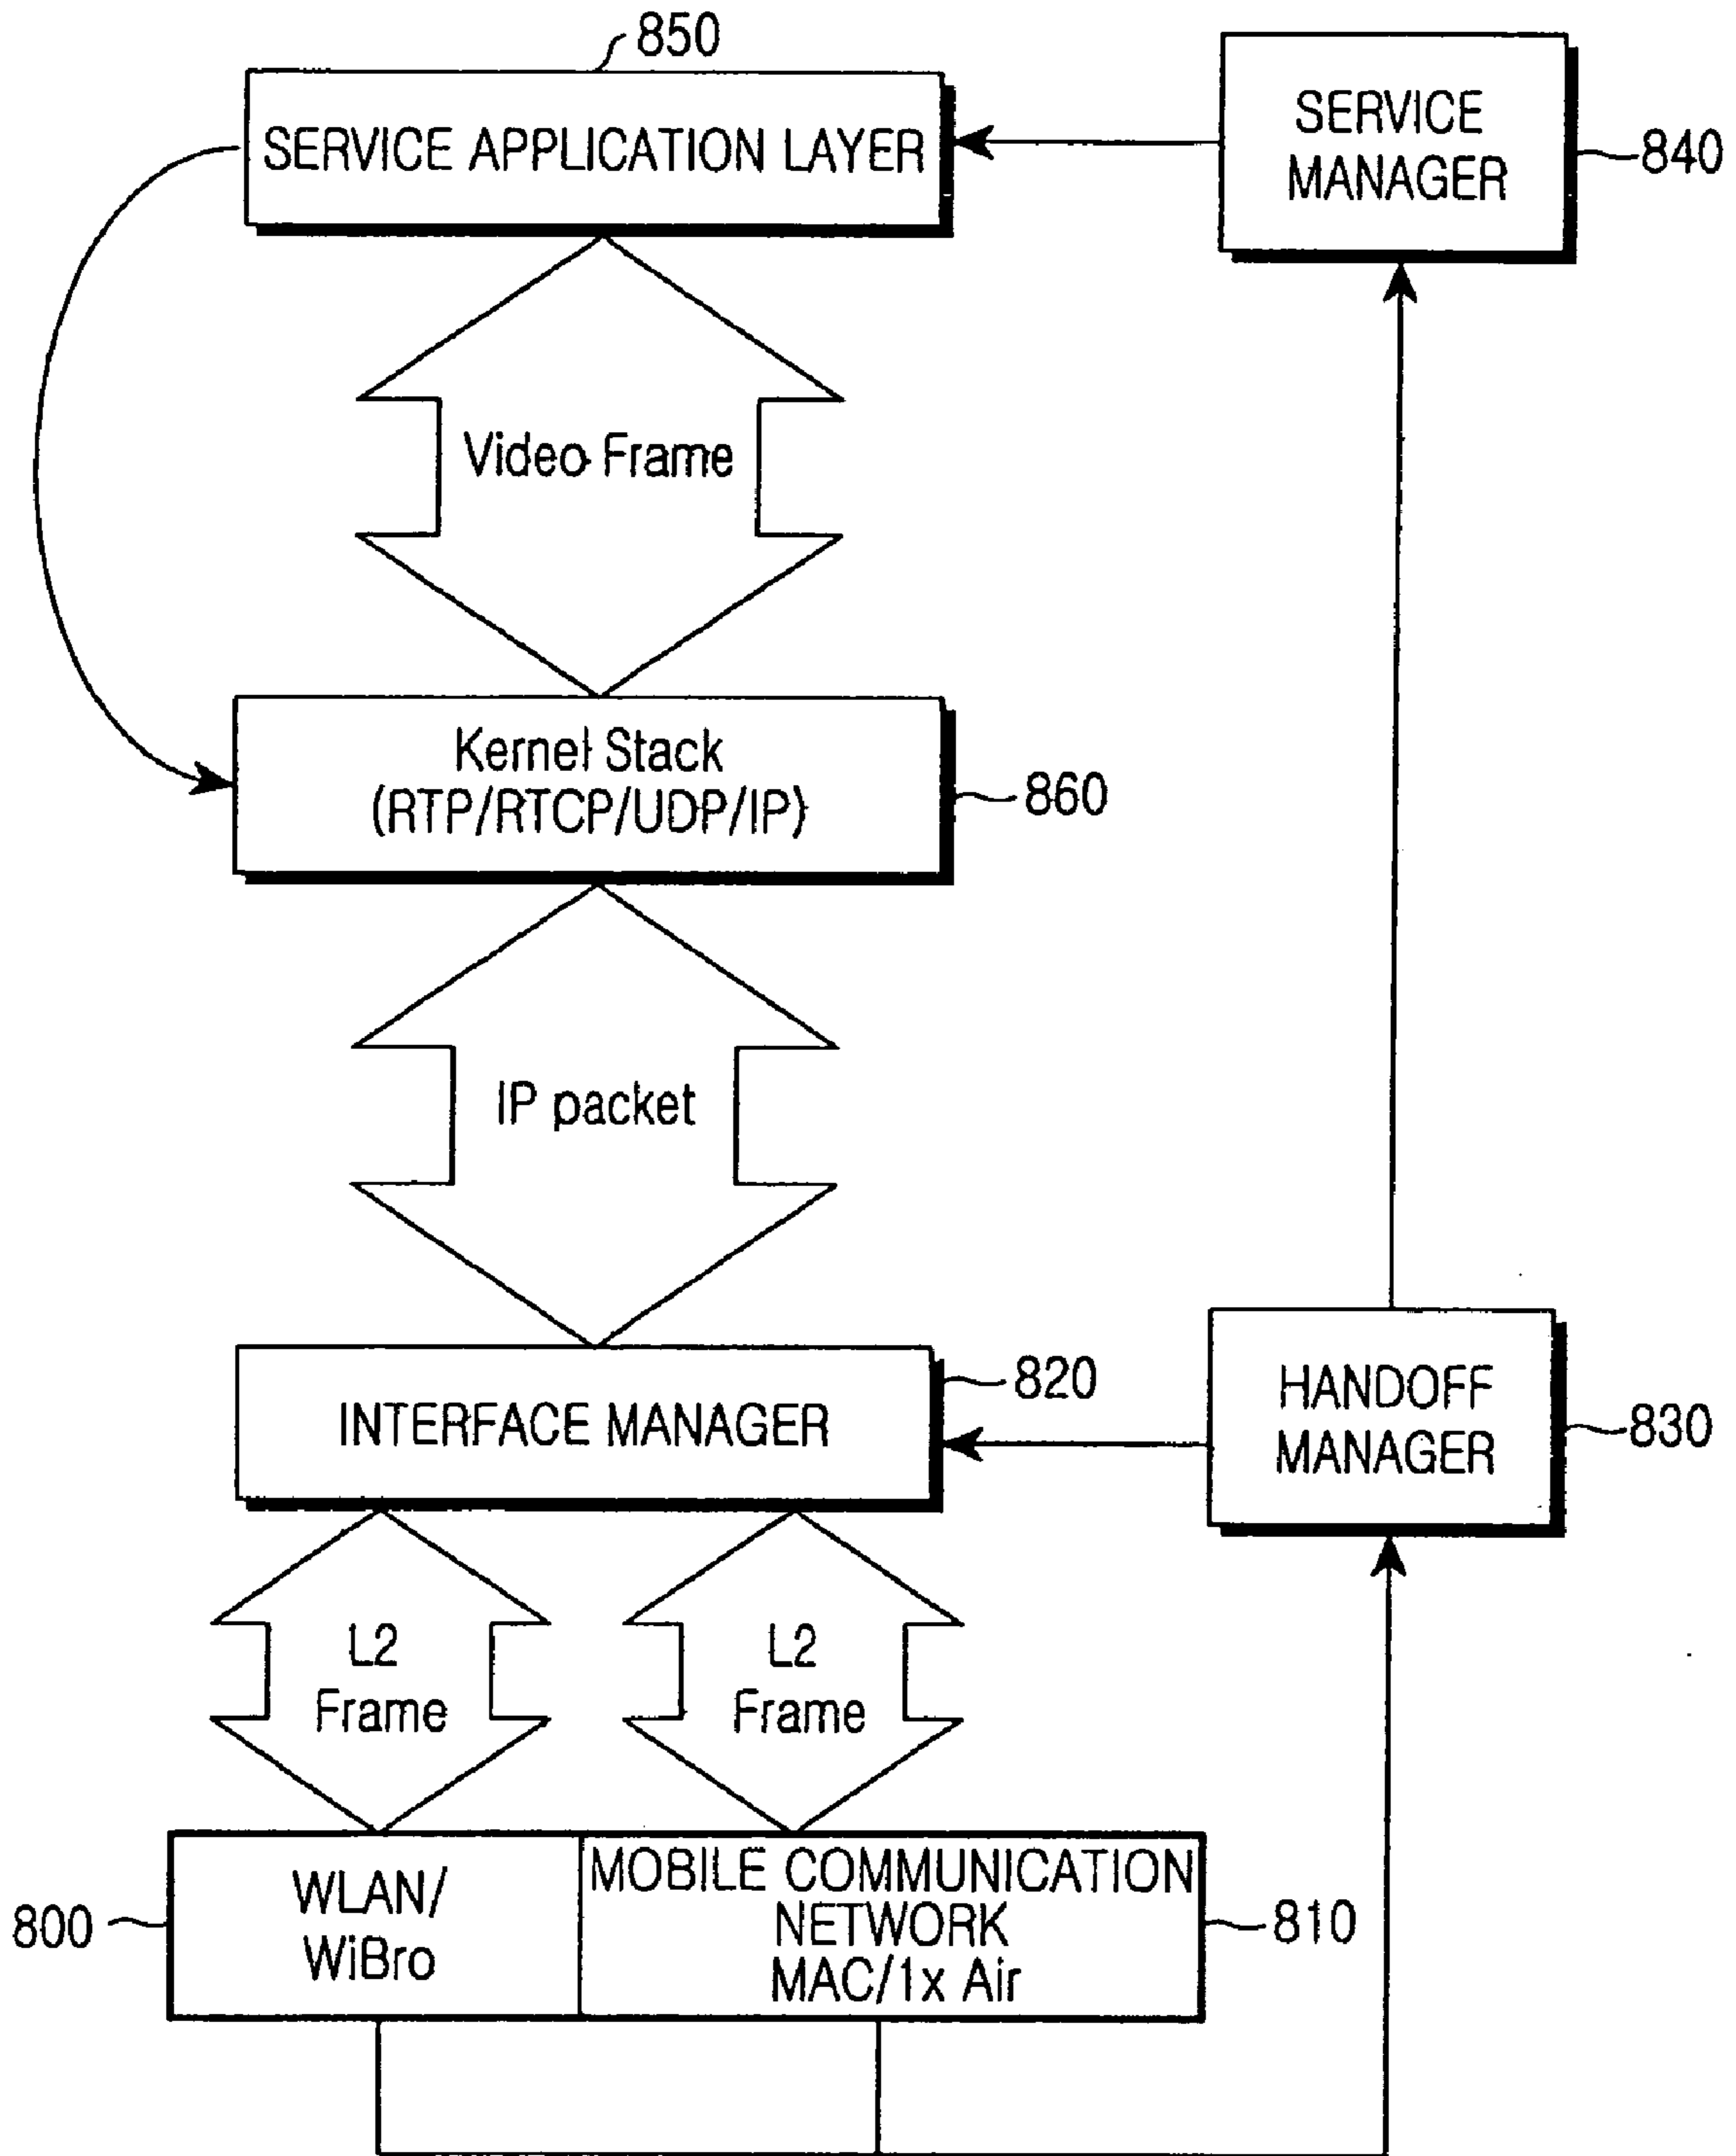 850
SERVICE APPLICATION LAYER
SERVICE
MANAGER
840
Video Frame
Kernel Stack
(RTP/RTCP/UDP/IP)
860
IP packet
INTERFACE MANAGER
820
HANDOFF
MANAGER
830
L2
Frame
L2
Frame
800
WLAN/
WiBro
MOBILE COMMUNICATION
NETWORK
MAC/1x Air
810